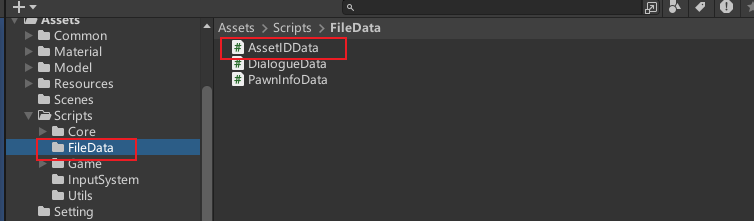 Assets
Common
Material
Model
Resources
Scenes
Scripts
Core
FileData
Game
InputSystem
Utils
Setting
Assets > Scripts > FileData
# AssetIDData
# DialogueData
# PawnInfoData